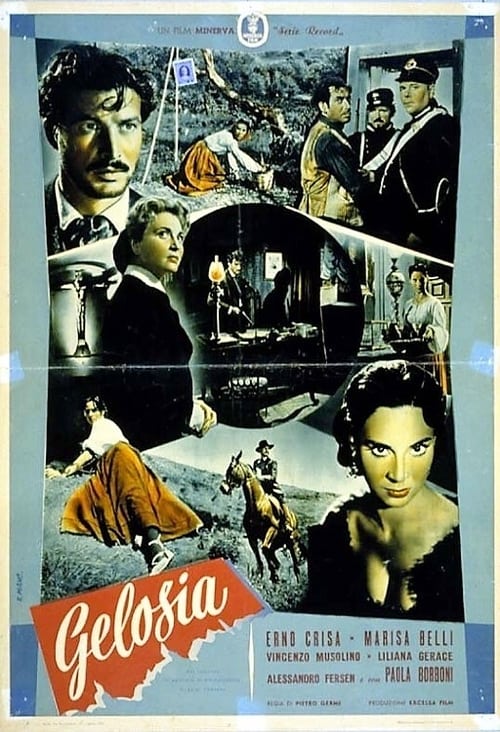 UN FILM MINERVA "Serie Record"
Gelosia
ERNO CRISA - MARISA BELLI
VINCENZO MUSOLINO - LILIANA GERACE
ALESSANDRO FERSEN e con PAOLA BORBONI
REGIA DI PIETRO GERMI PRODUZIONE EXCELSA FILM